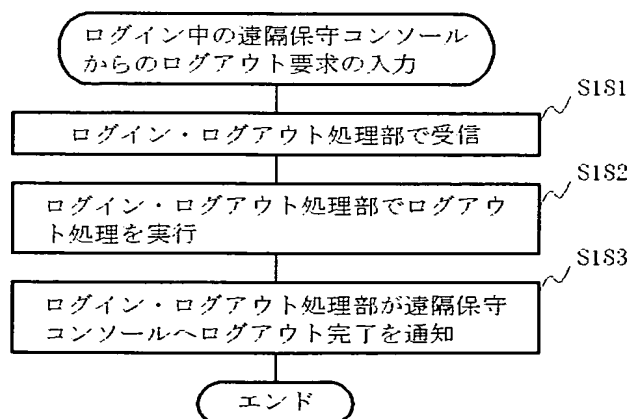 ログイン中の遠隔保守コンソール
からのログアウト要求の入力
S181
ログイン・ログアウト処理部で受信
S182
ログイン・ログアウト処理部でログアウ
ト処理を実行
S183
ログイン・ログアウト処理部が遠隔保守
コンソールへログアウト完了を通知
エンド